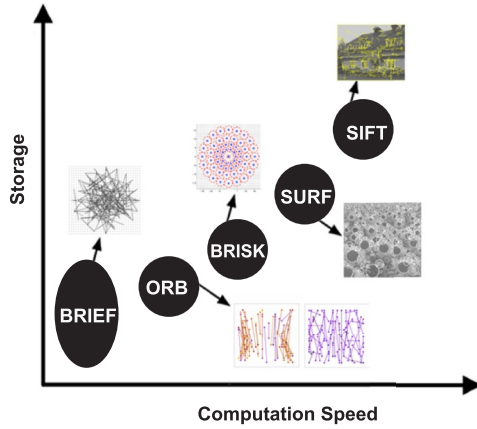 SIFT
SURF
BRISK
ORB
BRIEF
Storage
Computation Speed